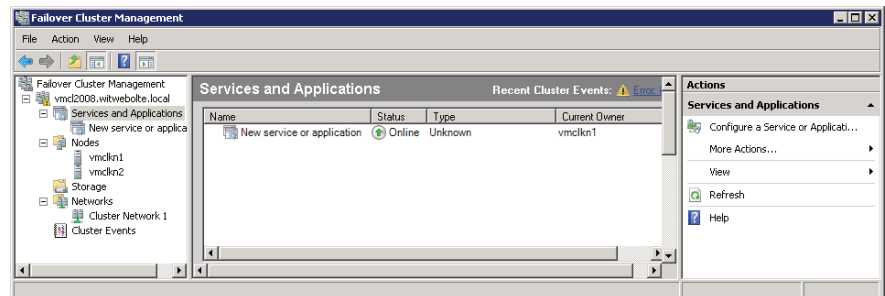 Failover Cluster Management
File Action View Help
Failover Cluster Management
vmcl2008.witwebolte.local
Services and Applications
New service or applica
Nodes
vmclkn1
vmclkn2
Storage
Networks
Cluster Network 1
Cluster Events
Services and Applications
Recent Cluster Events: Error:
Name Status Type Current Owner
New service or application Online Unknown vmclkn1
Actions
Services and Applications
Configure a Service or Applicati...
More Actions...
View
Refresh
Help